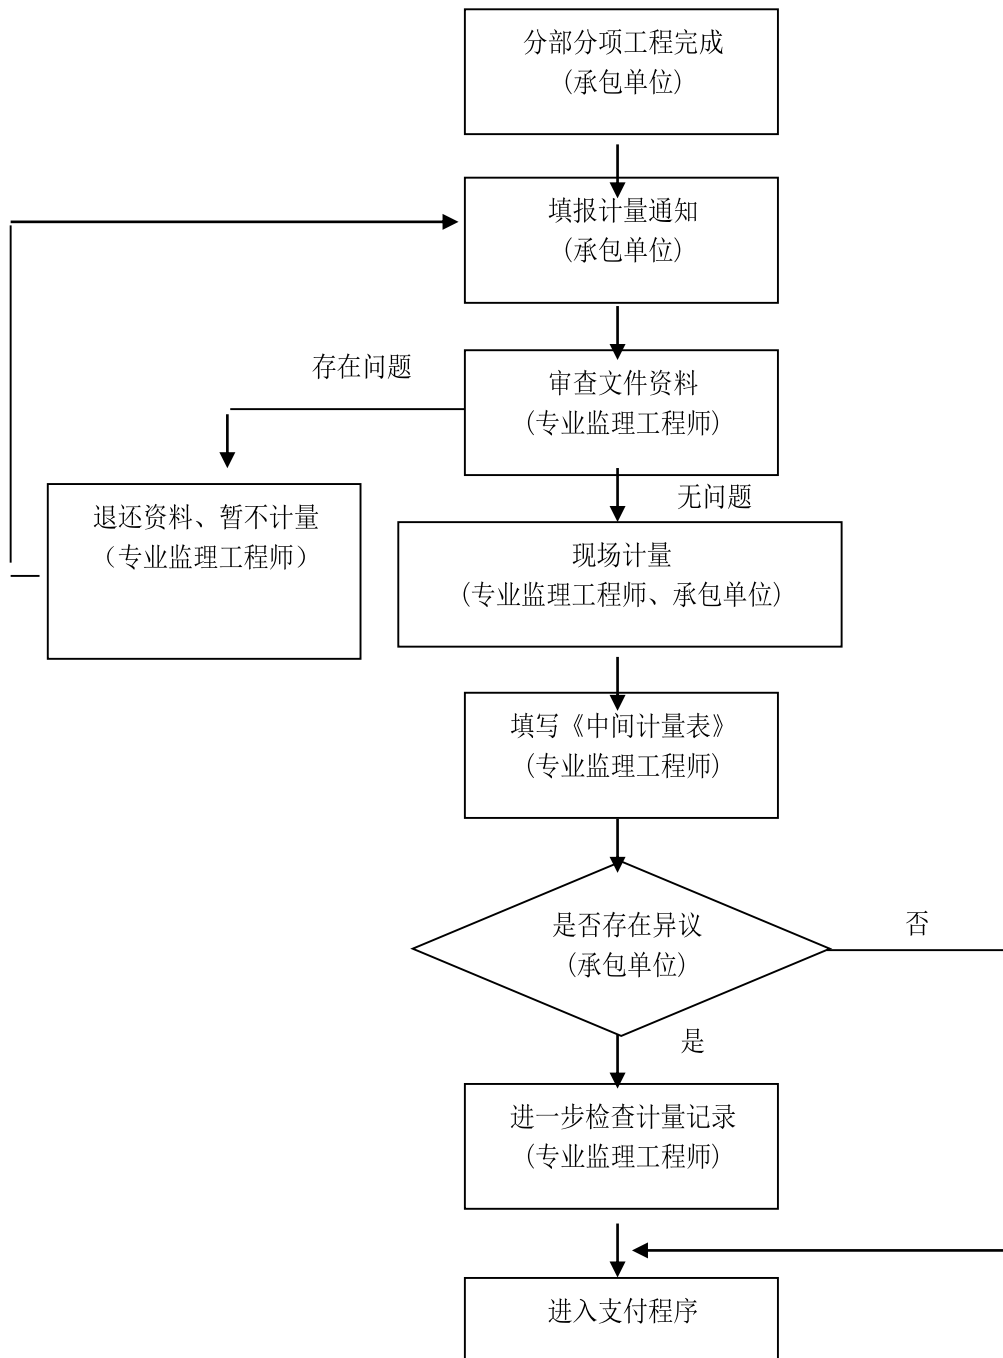 分部分项工程完成
(承包单位)
填报计量通知
(承包单位)
存在问题
审查文件资料
(专业监理工程师)
无问题
退还资料、暂不计量
（专业监理工程师）
现场计量
(专业监理工程师、承包单位)
填写《中间计量表》
(专业监理工程师)
是否存在异议
(承包单位)
否
是
进一步检查计量记录
(专业监理工程师)
进入支付程序